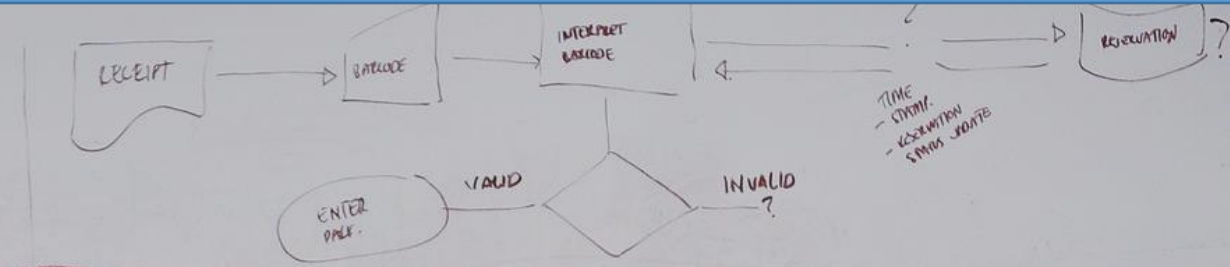 RECEIPT
BARCODE
INTERPRET
BARCODE
?
RESERVATION
?
TIME
- STAMP.
- RESERVATION
STATUS UPDATE
VALID
INVALID
?
ENTER
PARK.